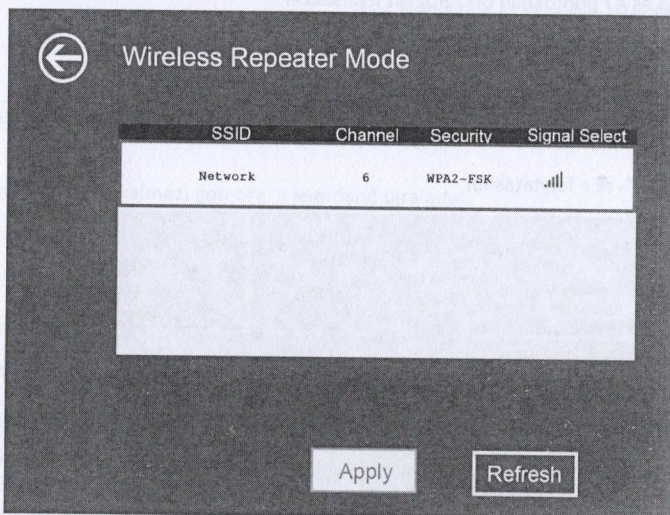 Wireless Repeater Mode
SSID Channel Security Signal Select
Network 6 WPA2-FSK
Apply Refresh